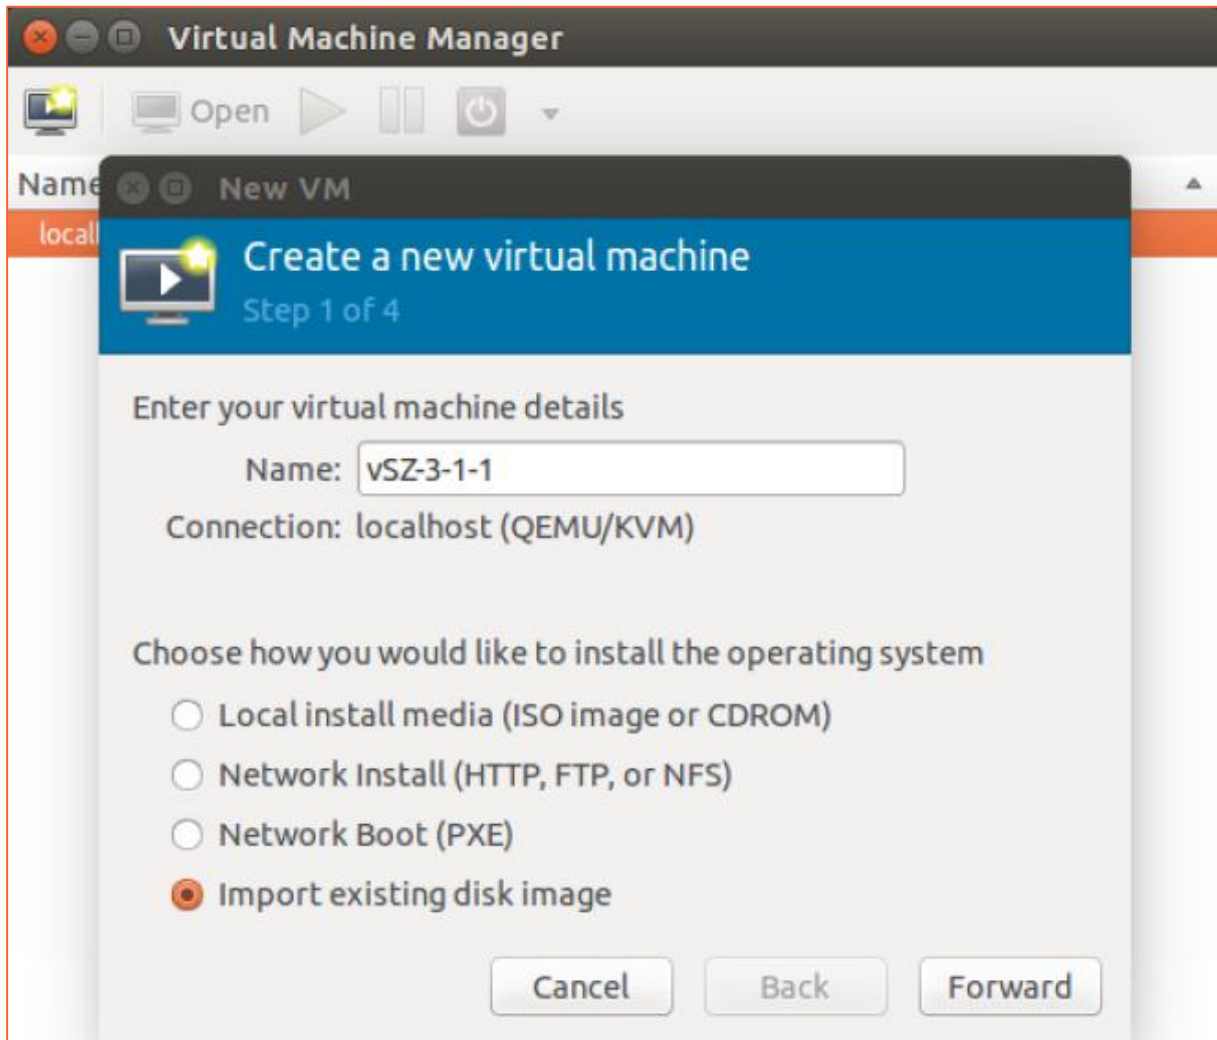 Virtual Machine Manager
Open
Name
locall
New VM
Create a new virtual machine
Step 1 of 4
Enter your virtual machine details
Name: vSZ-3-1-1
Connection: localhost (QEMU/KVM)
Choose how you would like to install the operating system
Local install media (ISO image or CDROM)
Network Install (HTTP, FTP, or NFS)
Network Boot (PXE)
Import existing disk image
Cancel Back Forward